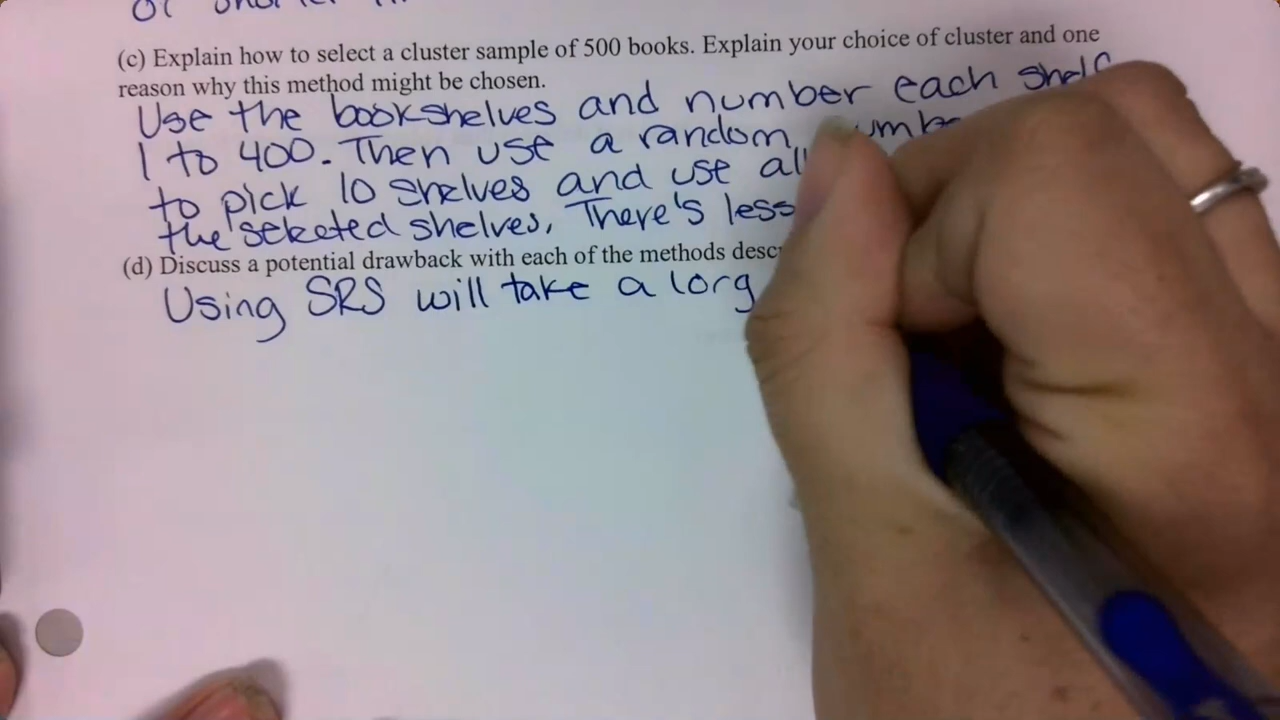 (c) Explain how to select a cluster sample of 500 books. Explain your choice of cluster and one
reason why this method might be chosen.
Use the bookshelves and number each shelf
1 to 400. Then use a random
to pick 10 shelves and use all
the selected shelves. There's less
(d) Discuss a potential drawback with each of the methods
Using SRS will take a long